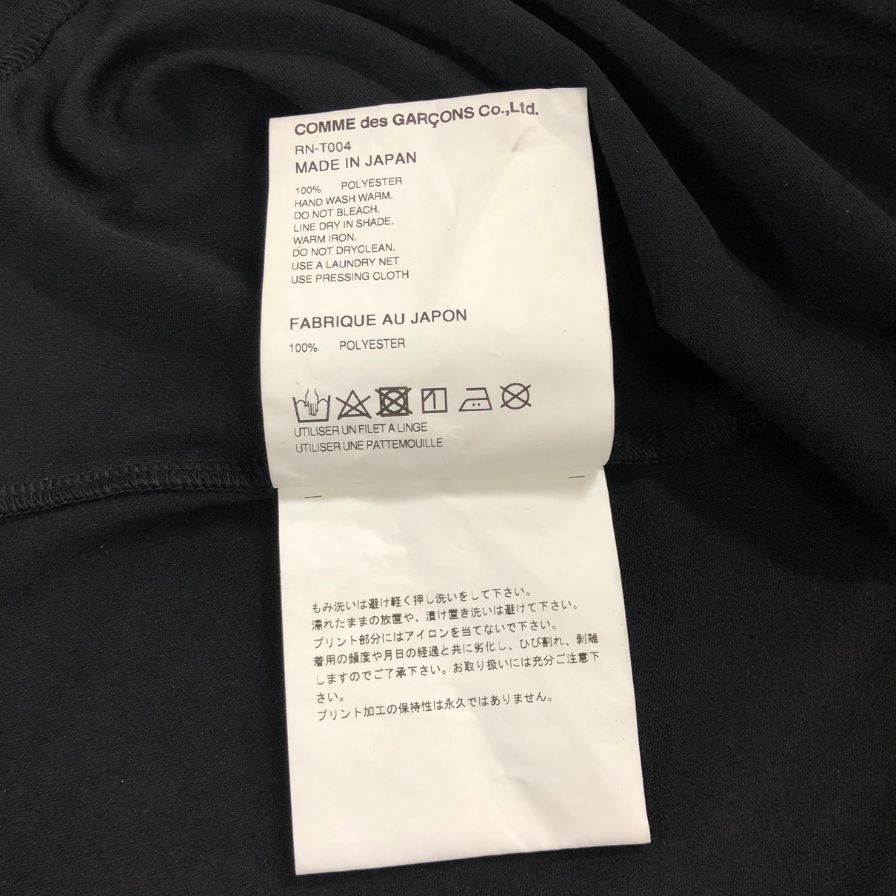 COMME des GARÇONS Co.,Ltd.
RN-T004
MADE IN JAPAN
100% POLYESTER
HAND WASH WARM.
DO NOT BLEACH.
LINE DRY IN SHADE.
WARM IRON.
DO NOT DRYCLEAN.
USE A LAUNDRY NET
USE PRESSING CLOTH
FABRIQUE AU JAPON
100% POLYESTER
UTILISER UN FILET A LINGE
UTILISER UNE PATTEMOUILLE
もみ洗いは避け軽く押し洗いをして下さい。
濡れたままの放置や、漬け置き洗いは避けて下さい。
プリント部分にはアイロンを当てないで下さい。
着用の頻度や月日の経過と共に劣化し、ひび割れ、剥離
しますのでご了承下さい。お取り扱いには充分ご注意下
さい。
プリント加工の保持性は永久ではありません。